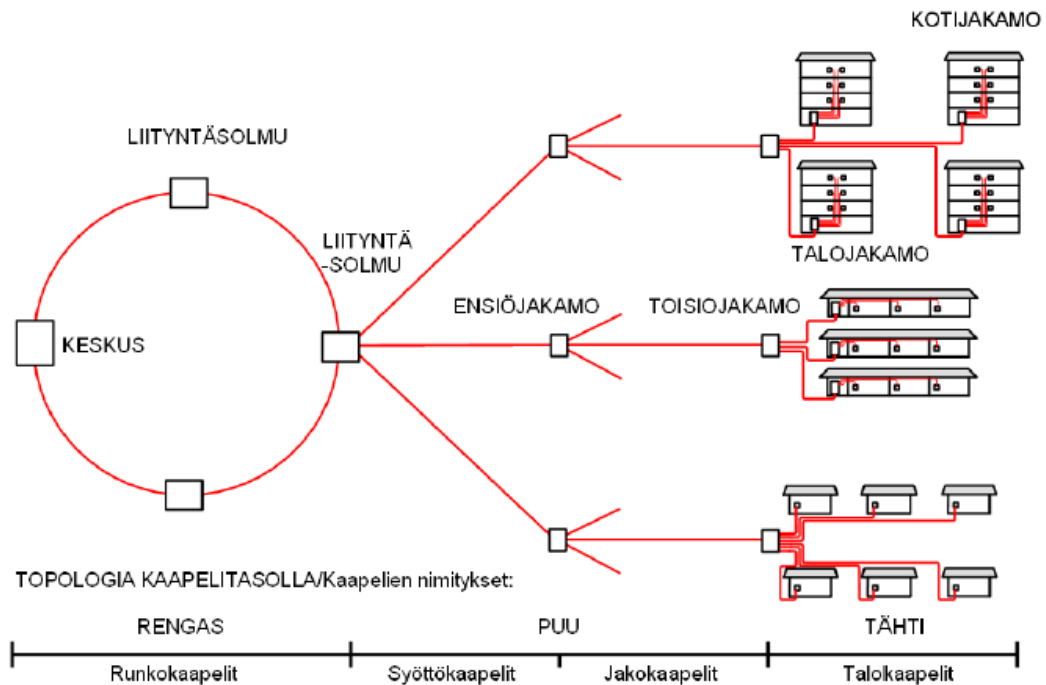 KOTIJAKAMO
LIITYNTÄSOLMU
LIITYNTÄ
-SOLMU
TALOJAKAMO
ENSIÖJAKAMO
TOISIOJAKAMO
KESKUS
TOPOLOGIA KAAPELITASOLLA/Kaapelien nimitykset:
RENGAS
PUU
TÄHTI
Runkokaapelit
Syöttökaapelit
Jakokaapelit
Talokaapelit